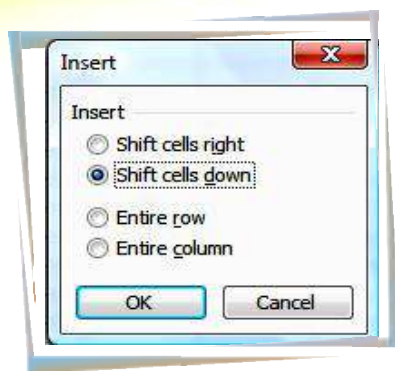 Insert
Insert
Shift cells right
Shift cells down
Entire row
Entire column
OK Cancel